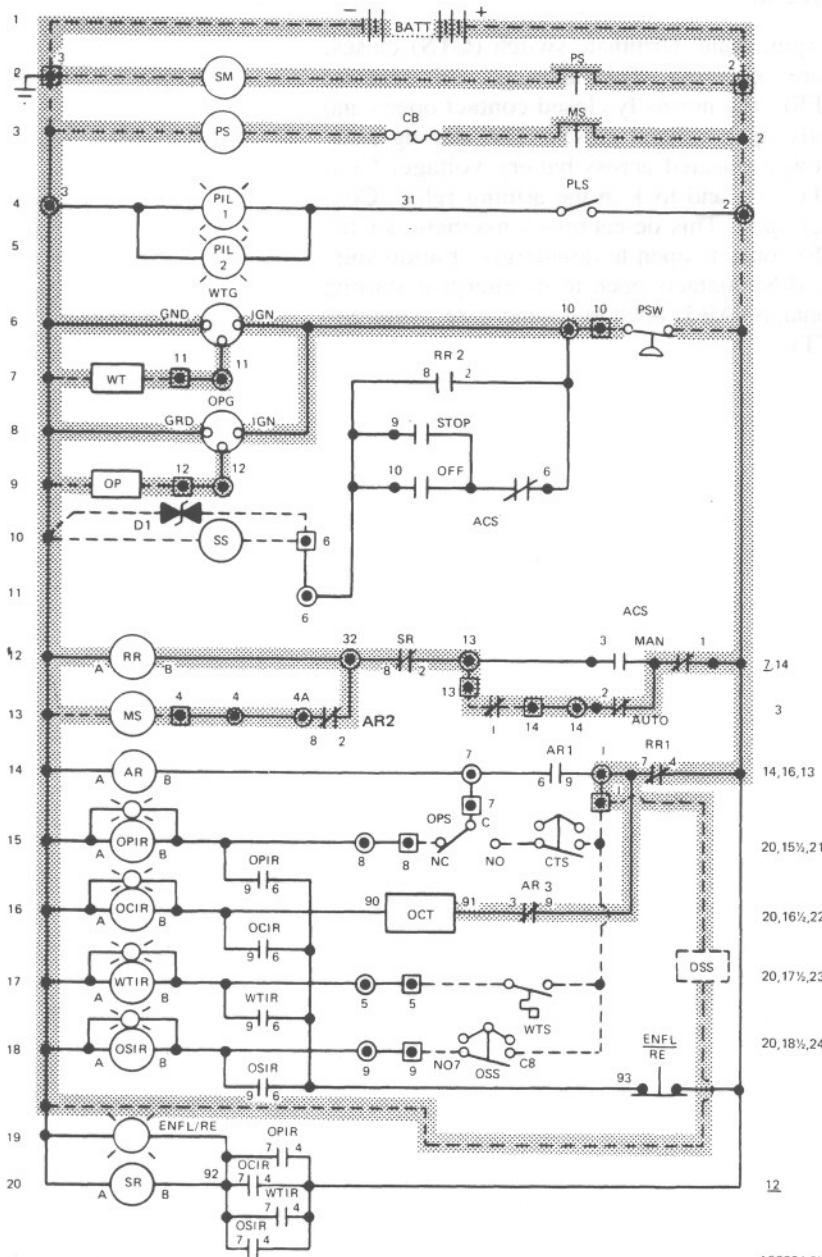 1 − BATT +
2 3 SM PS 2
3 PS CB MS 2
4 3 PIL 1 31 PLS 2
5 PIL 2
WTG
6 GND IGN 10 10 PSW
7 WT 11 11 RR 2
8 2
OPG
8 GRD IGN 9 STOP
9 OP 12 12 10 OFF 6
D1 ACS
10 SS 6
11 6
ACS
12 A RR B 32 SR 8 2 13 3 MAN 1 7,14
13 MS 4 4 4A 8 2 AR2 13 1 14 14 2 AUTO 3
14 A AR B 7 AR1 6 9 1 RR1 7 4 14,16,13
7 1
15 A OPIR B 8 8 OPS C NC NO CTS 20,15½,21
OPIR
9 6
16 A OCIR B 90 OCT 91 AR 3 3 9 20,16½,22
OCIR
9 6
DSS
17 A WTIR B 5 5 WTS 20,17½,23
WTIR
9 6
18 A OSIR B 9 9 NO7 OSS C8 20,18½,24
ENFL
RE
OSIR
9 6
93
19 ENFL/RE OPIR
7 4
OCIR
20 A SR B 92 7 4 12
WTIR
7 4
OSIR
7 4